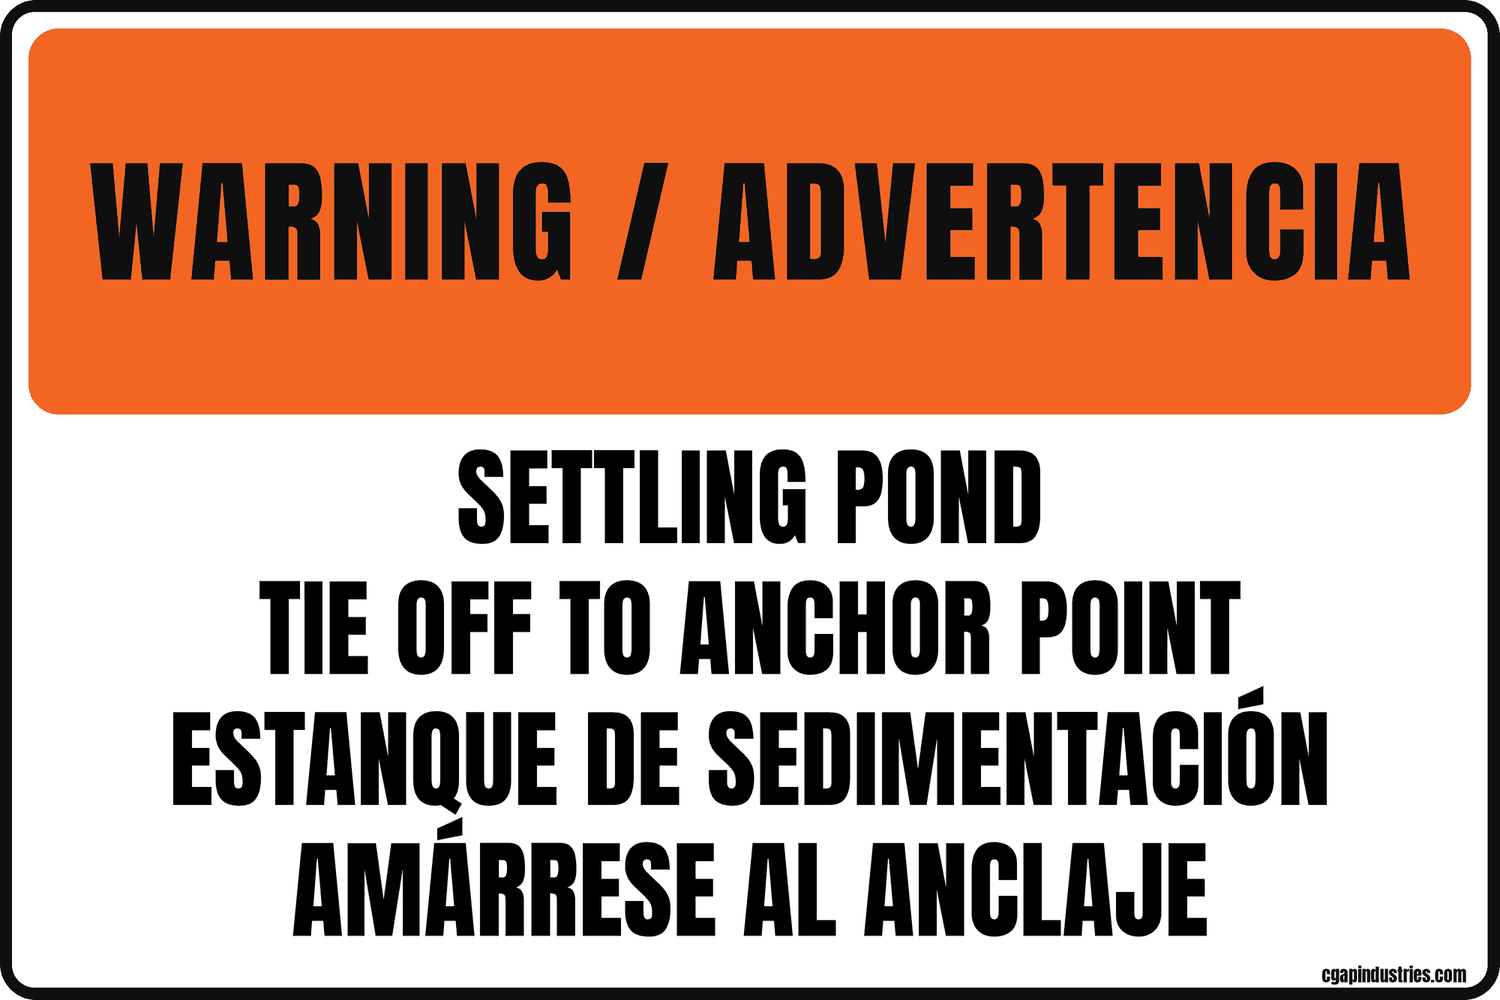 WARNING / ADVERTENCIA
SETTLING POND
TIE OFF TO ANCHOR POINT
ESTANQUE DE SEDIMENTACIÓN
AMÁRRESE AL ANCLAJE
cgapindustries.com